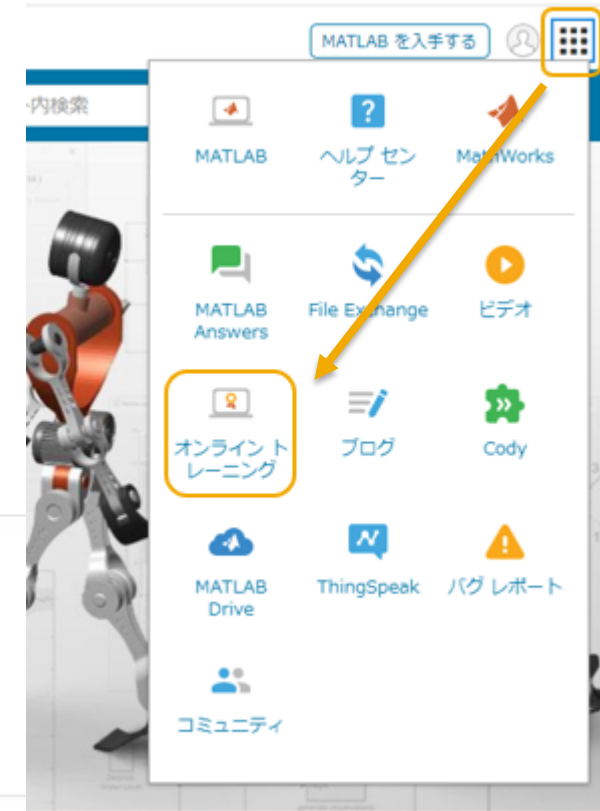 MATLAB を入手する
内検索
MATLAB
ヘルプ セン
ター
MathWorks
MATLAB
Answers
File Exchange
ビデオ
オンライン ト
レーニング
ブログ
Cody
MATLAB
Drive
ThingSpeak
バグ レポート
コミュニティ